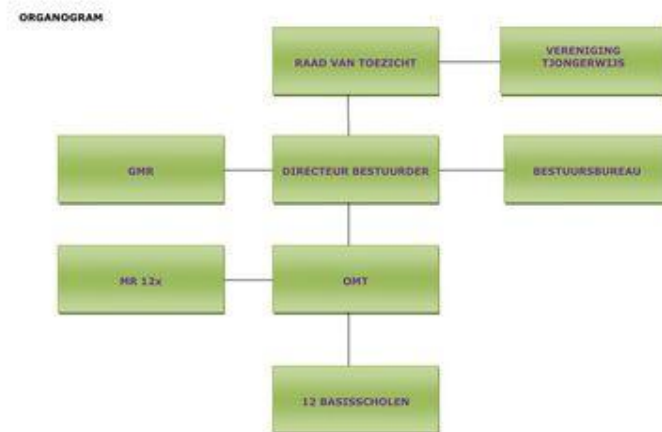 ORGANOGRAM
RAAD VAN TOEZICHT
VERENIGING
TJONGERWIJS
GMR
DIRECTEUR BESTUURDER
BESTUURSBUREAU
MR 12x
OMT
12 BASISSCHOLEN